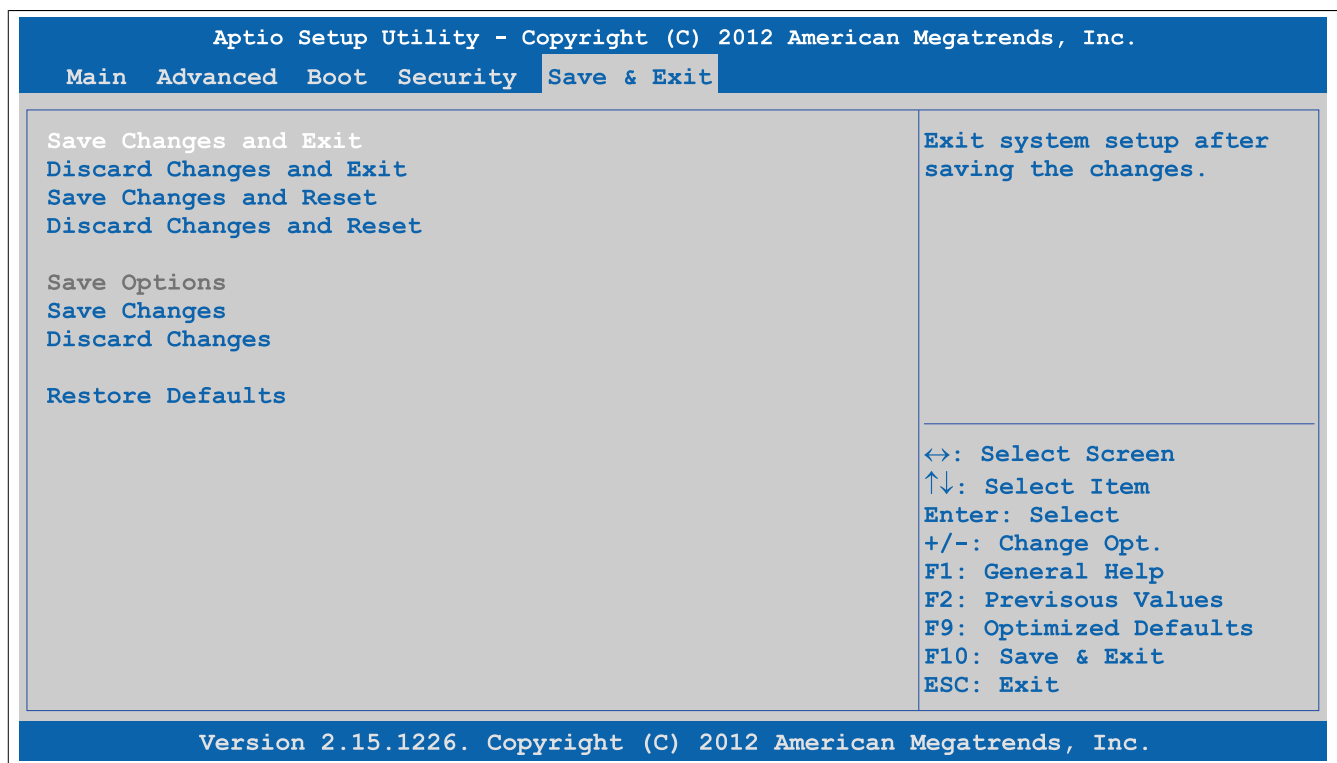 Aptio Setup Utility - Copyright (C) 2012 American Megatrends, Inc.
Main Advanced Boot Security Save & Exit
Save Changes and Exit
Discard Changes and Exit
Save Changes and Reset
Discard Changes and Reset
Save Options
Save Changes
Discard Changes
Restore Defaults
Exit system setup after
saving the changes.
↔: Select Screen
↑↓: Select Item
Enter: Select
+/-: Change Opt.
F1: General Help
F2: Previsous Values
F9: Optimized Defaults
F10: Save & Exit
ESC: Exit
Version 2.15.1226. Copyright (C) 2012 American Megatrends, Inc.